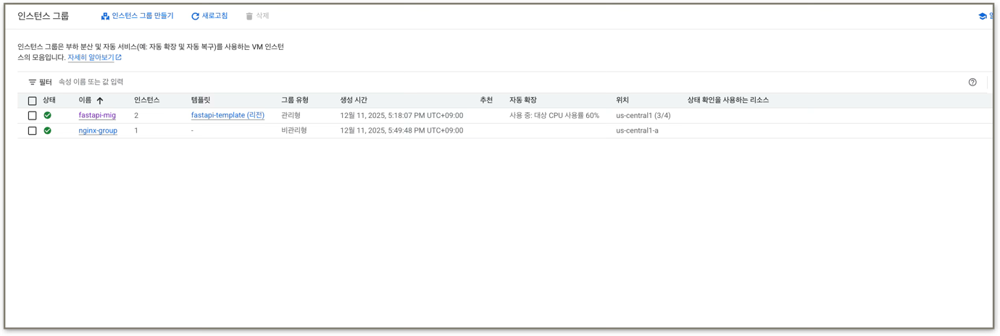 인스턴스 그룹 인스턴스 그룹 만들기 새로고침 삭제
인스턴스 그룹은 부하 분산 및 자동 서비스(예: 자동 확장 및 자동 복구)를 사용하는 VM 인스턴
스의 모음입니다. 자세히 알아보기
필터 속성 이름 또는 값 입력
상태 이름 인스턴스 템플릿 그룹 유형 생성 시간 추천 자동 확장 위치 상태 확인을 사용하는 리소스
fastapi-mig 2 fastapi-template (리전) 관리형 12월 11, 2025, 5:18:07 PM UTC+09:00 사용 중: 대상 CPU 사용률 60% us-central1 (3/4)
nginx-group 1 - 비관리형 12월 11, 2025, 5:49:48 PM UTC+09:00 us-central1-a